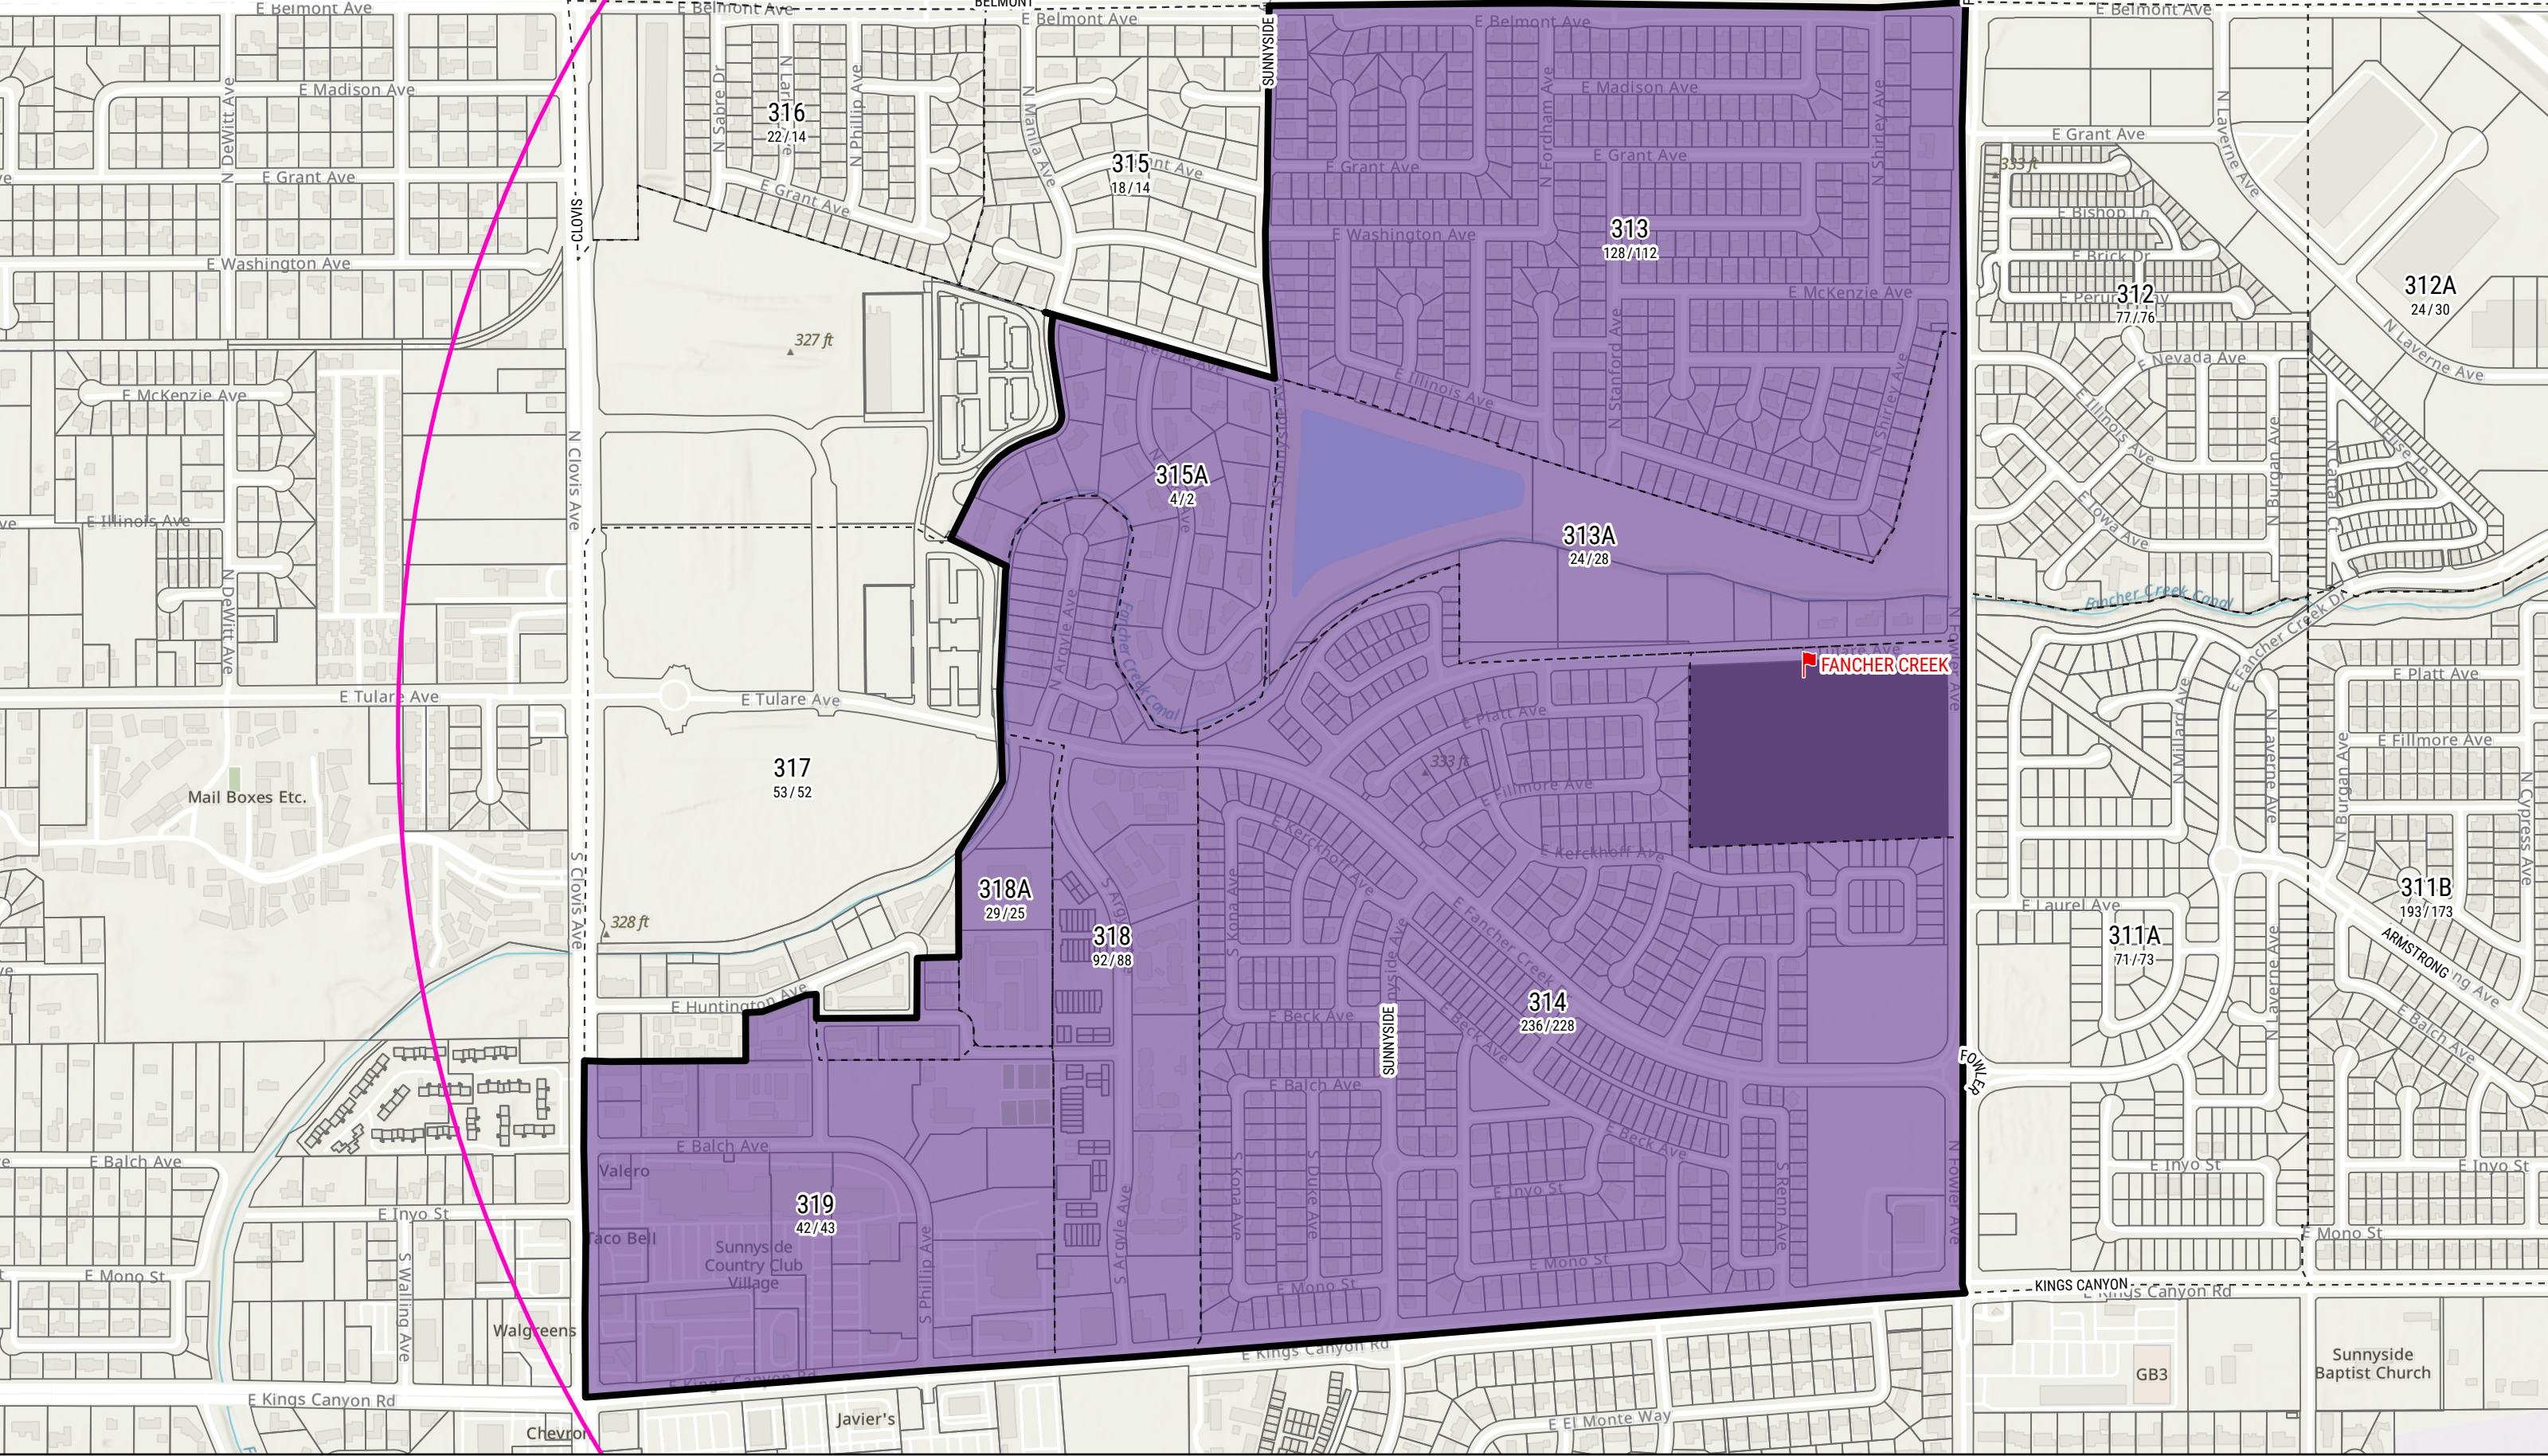 E Belmont Ave
E Belmont Ave
BELMONT
E Belmont Ave
SUNNYSIDE
E Belmont Ave
E Belmont Ave
E Madison Ave
N DeWitt Ave
E Grant Ave
E Washington Ave
CLOVIS
N Sabre Dr
316
22/14
N Phillip Ave
E Grant Ave
N Manila Ave
315
18/14
E Madison Ave
N Fordham Ave
N Shirley Ave
E Grant Ave
E Grant Ave
E Washington Ave
313
128/112
E McKenzie Ave
E Grant Ave
N Laverne Ave
333 ft
E Bishop Ln
E Brick Dr
312
77/76
312A
24/30
N Laverne Ave
E Nevada Ave
327 ft
E McKenzie Ave
E Illinois Ave
N DeWitt Ave
N Clovis Ave
McKenzie Ave
315A
4/2
E Illinois Ave
N Stanford Ave
N Shirley Ave
313A
24/28
E Illinois Ave
E Iowa Ave
N Burgan Ave
N Cattail Ct
N Filse Ln
Fancher Creek Canal
E Fancher Creek Dr
N Argyle Ave
Fancher Creek Canal
E Tulare Ave
E Tulare Ave
FANCHER CREEK
N Fowler Ave
E Platt Ave
E Platt Ave
333 ft
E Fillmore Ave
E Fillmore Ave
N Millard Ave
N Laverne Ave
N Burgan Ave
N Cypress Ave
317
53/52
Mail Boxes Etc.
E Kerckhoff Ave
E Kerckhoff Ave
S Clovis Ave
328 ft
318A
29/25
318
92/88
S Kona Ave
E Fancher Creek
E Laurel Ave
311A
71/73
311B
193/173
ARMSTRONG
N Laverne Ave
E Huntington Ave
E Beck Ave
SUNNYSIDE
E Beck Ave
314
236/228
FOWLER
E Balch Ave
E Balch Ave
E Balch Ave
E Balch Ave
Valero
E Beck Ave
E Inyo St
E Inyo St
E Inyo St
E Inyo St
319
42/43
Taco Bell
Sunnyside
Country Club
Village
S Phillip Ave
S Argyle Ave
S Kona Ave
S Duke Ave
S Renn Ave
N Fowler Ave
E Mono St
E Mono St
E Mono St
E Mono St
S Walling Ave
Walgreens
KINGS CANYON
E Kings Canyon Rd
E Kings Canyon Rd
E Kings Canyon Rd
E Kings Canyon Rd
Sunnyside
Baptist Church
GB3
Javier's
E El Monte Way
Chevron